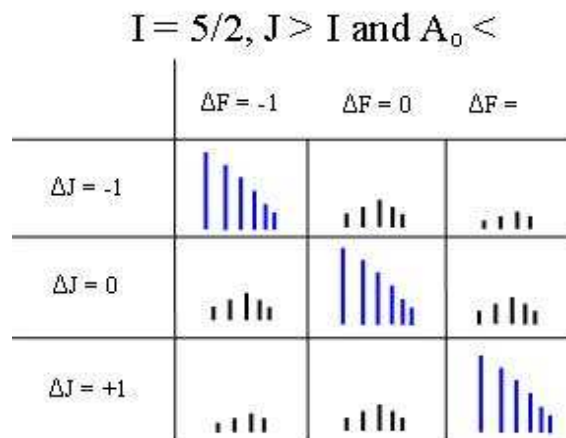 I = 5/2, J > I and A₀ <
ΔF = -1 ΔF = 0 ΔF =
ΔJ = -1
ΔJ = 0
ΔJ = +1